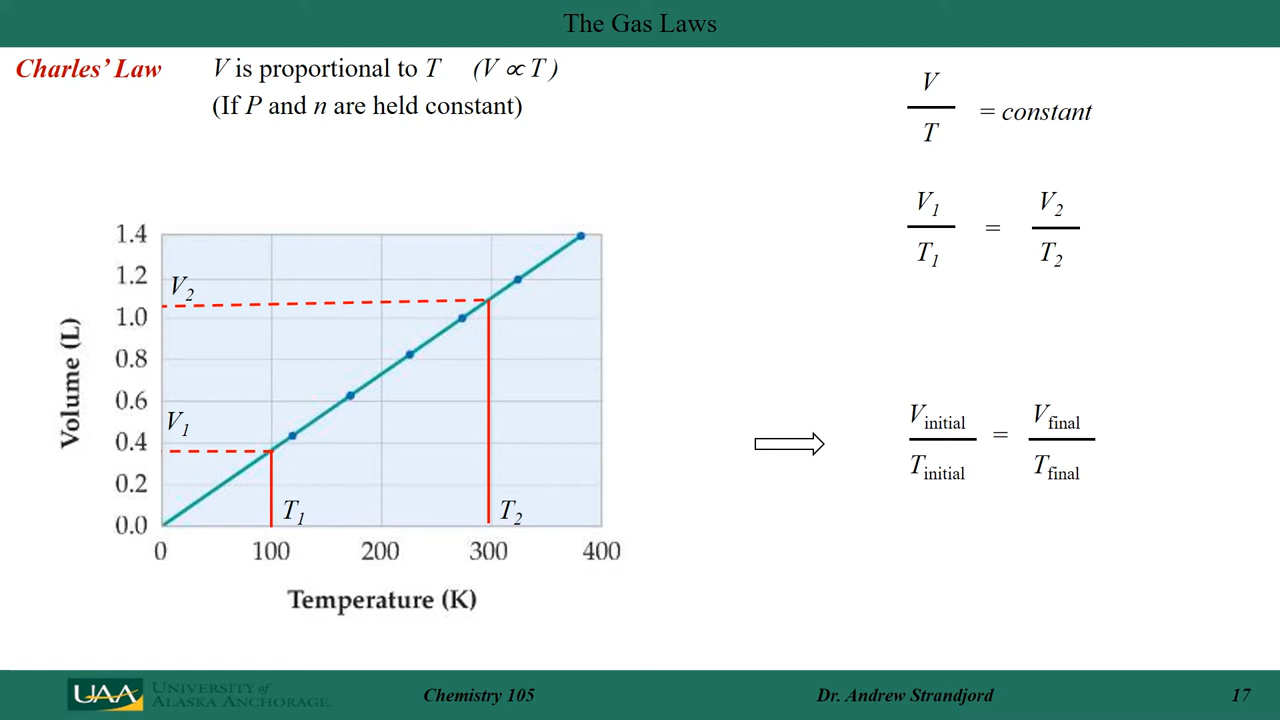 The Gas Laws
Charles’ Law V is proportional to T (V ∝ T )
(If P and n are held constant)
V
T
= constant
V1
T1
=
V2
T2
Vinitial
Tinitial
=
Vfinal
Tfinal
1.4
1.2
1.0
0.8
0.6
0.4
0.2
0.0
Volume (L)
V2
V1
T1
T2
0 100 200 300 400
Temperature (K)
UAA UNIVERSITY of
ALASKA ANCHORAGE.
Chemistry 105
Dr. Andrew Strandjord
17